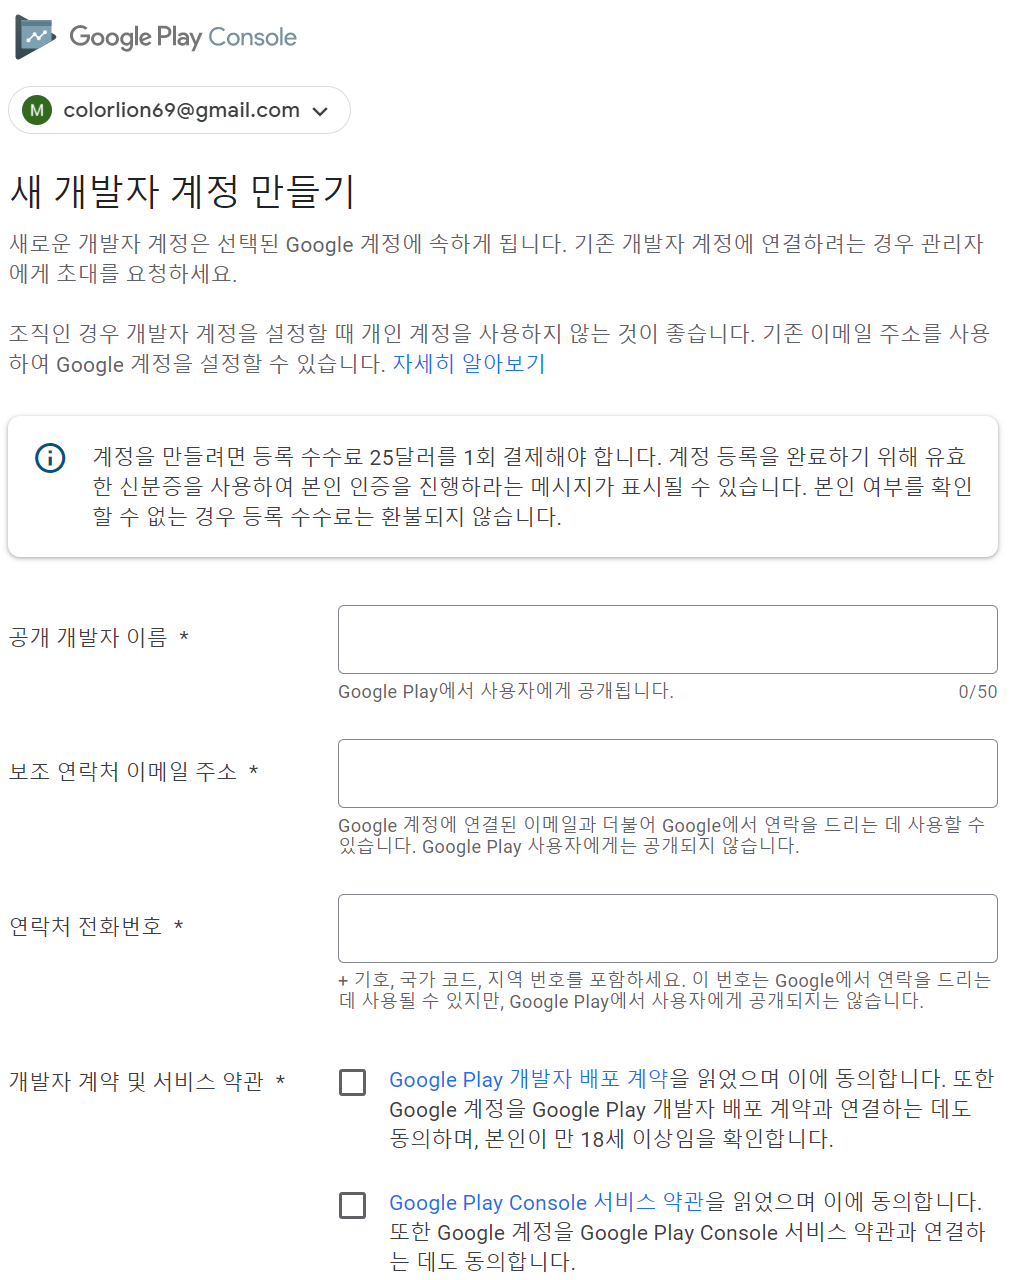 Google Play Console
M colorlion69@gmail.com
새 개발자 계정 만들기
새로운 개발자 계정은 선택된 Google 계정에 속하게 됩니다. 기존 개발자 계정에 연결하려는 경우 관리자
에게 초대를 요청하세요.
조직인 경우 개발자 계정을 설정할 때 개인 계정을 사용하지 않는 것이 좋습니다. 기존 이메일 주소를 사용
하여 Google 계정을 설정할 수 있습니다. 자세히 알아보기
계정을 만들려면 등록 수수료 25달러를 1회 결제해야 합니다. 계정 등록을 완료하기 위해 유효
한 신분증을 사용하여 본인 인증을 진행하라는 메시지가 표시될 수 있습니다. 본인 여부를 확인
할 수 없는 경우 등록 수수료는 환불되지 않습니다.
공개 개발자 이름 *
Google Play에서 사용자에게 공개됩니다. 0/50
보조 연락처 이메일 주소 *
Google 계정에 연결된 이메일과 더불어 Google에서 연락을 드리는 데 사용할 수
있습니다. Google Play 사용자에게는 공개되지 않습니다.
연락처 전화번호 *
+ 기호, 국가 코드, 지역 번호를 포함하세요. 이 번호는 Google에서 연락을 드리는
데 사용될 수 있지만, Google Play에서 사용자에게 공개되지는 않습니다.
개발자 계약 및 서비스 약관 *
Google Play 개발자 배포 계약을 읽었으며 이에 동의합니다. 또한
Google 계정을 Google Play 개발자 배포 계약과 연결하는 데도
동의하며, 본인이 만 18세 이상임을 확인합니다.
Google Play Console 서비스 약관을 읽었으며 이에 동의합니다.
또한 Google 계정을 Google Play Console 서비스 약관과 연결하
는 데도 동의합니다.